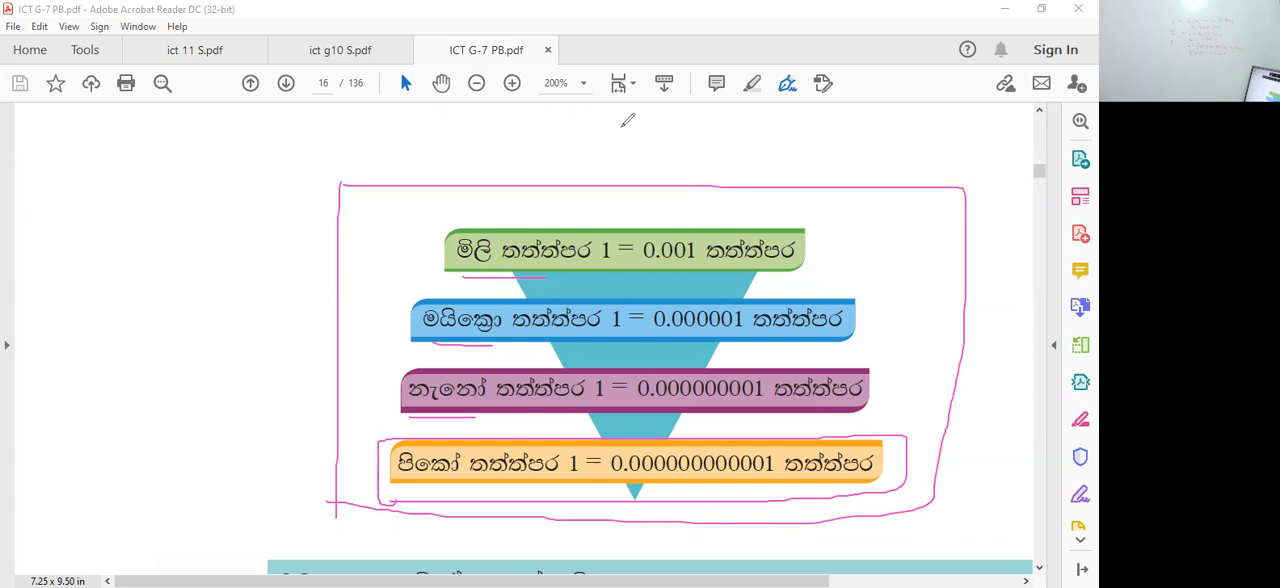 ICT G-7 PB.pdf - Adobe Acrobat Reader DC (32-bit)
File Edit View Sign Window Help
Home Tools ict 11 S.pdf ict g10 S.pdf ICT G-7 PB.pdf × Sign In
16 / 136 200%
මිලි තත්ත්පර 1 = 0.001 තත්ත්පර
මයික්‍රො තත්ත්පර 1 = 0.000001 තත්ත්පර
නැනෝ තත්ත්පර 1 = 0.000000001 තත්ත්පර
පිකෝ තත්ත්පර 1 = 0.000000000001 තත්ත්පර
7.25 x 9.50 in